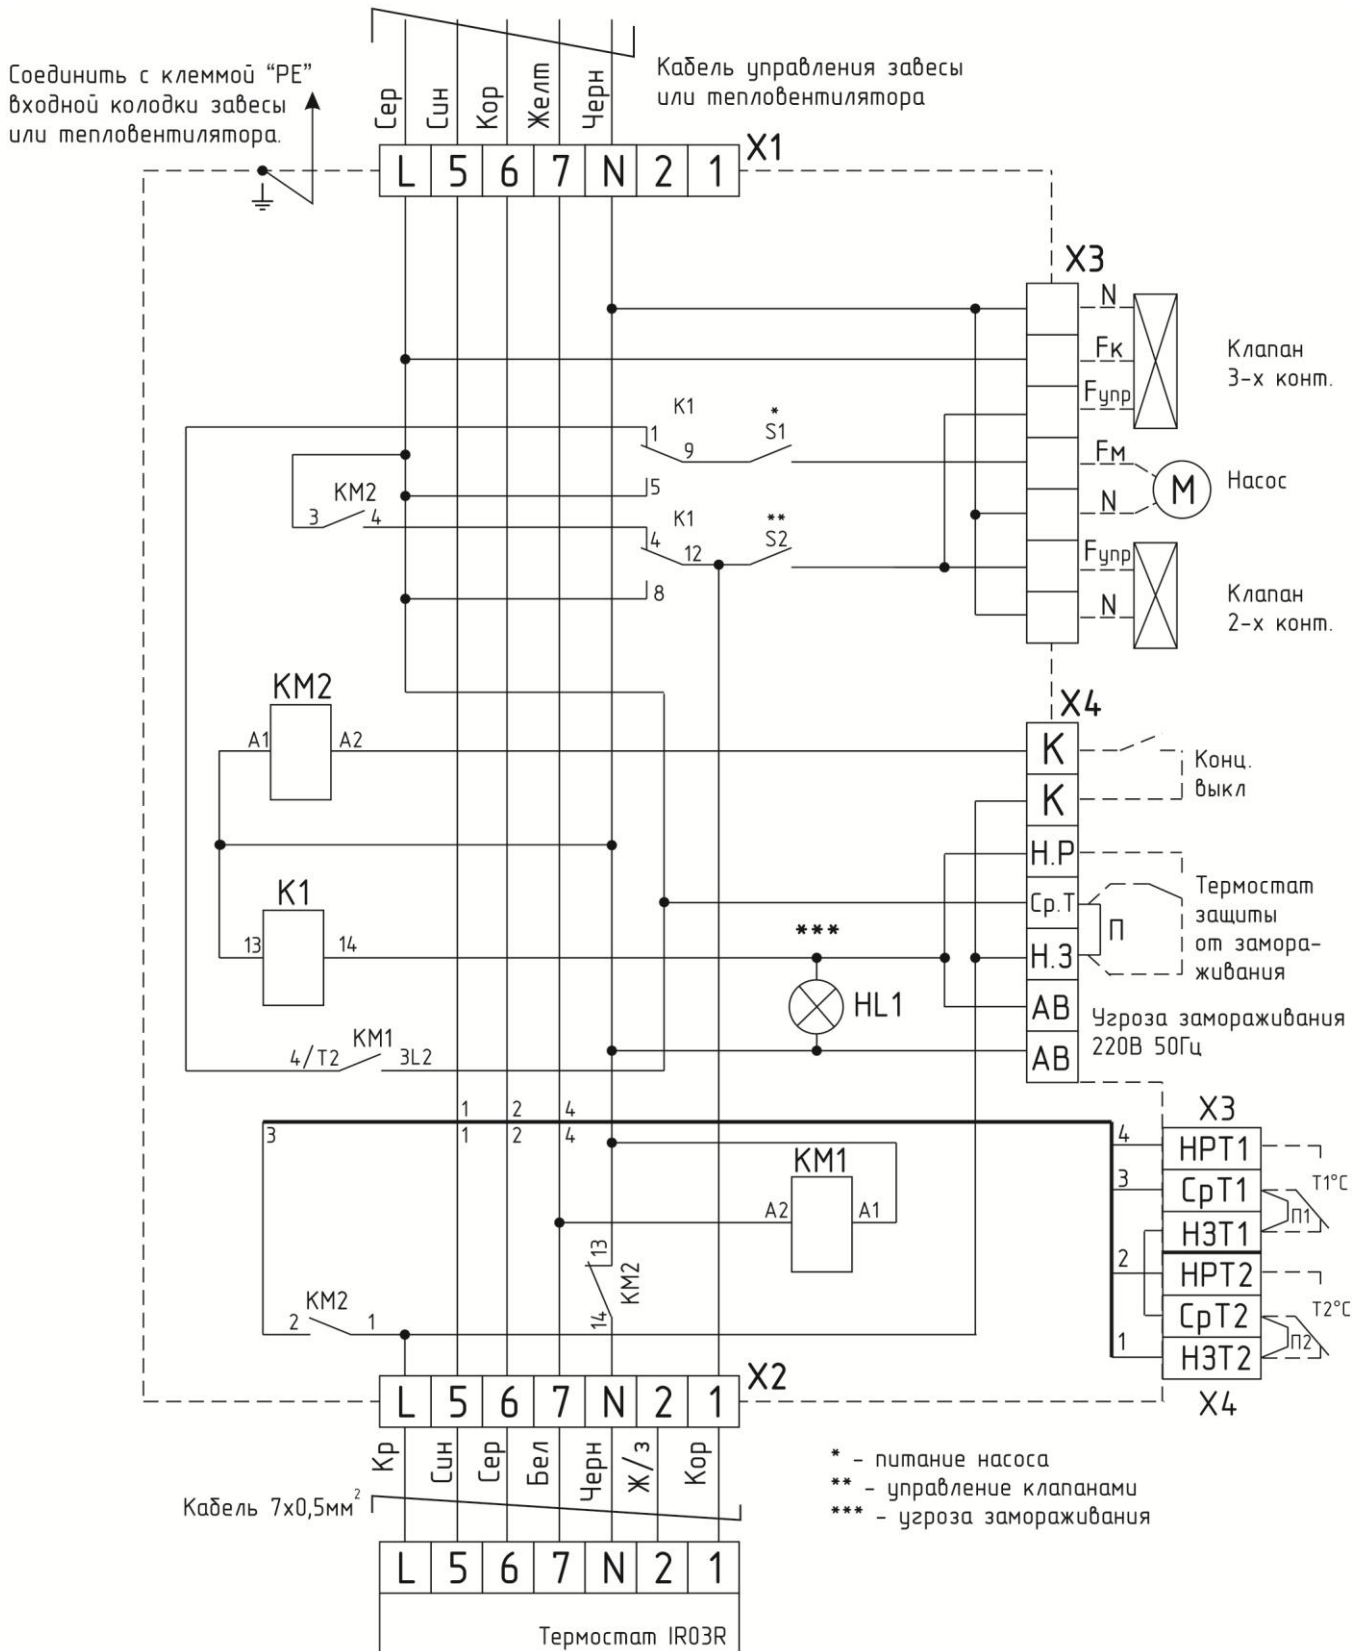 Соединить с клеммой "PE"
входной колодки завесы
или тепловентилятора.
Кабель управления завесы
или тепловентилятора
Сер
Син
Кор
Желт
Черн
L 5 6 7 N 2 1
X1
X3
N
Fк
Fупр
Клапан
3-х конт.
Fм
N
M
Насос
Fупр
N
Клапан
2-х конт.
K1
1
9
*
S1
5
KM2
3
4
K1
4
12
**
S2
8
KM2
A1
A2
X4
K
K
Конц.
выкл
Н.Р
Ср.Т
Н.З
П
Термостат
защиты
от замора-
живания
AB
AB
Угроза замораживания
220В 50Гц
K1
13
14
***
HL1
KM1
4/T2
3L2
1 2 4
3
1 2 4
KM1
A2
A1
13
KM2
14
KM2
2
1
X3
4
НРТ1
3
СрТ1
НЗТ1
T1°C
П1
2
НРТ2
СрТ2
1
НЗТ2
T2°C
П2
X4
L 5 6 7 N 2 1
X2
Кр
Син
Сер
Бел
Черн
Ж/з
Кор
Кабель 7х0,5мм²
* - питание насоса
** - управление клапанами
*** - угроза замораживания
L 5 6 7 N 2 1
Термостат IR03R